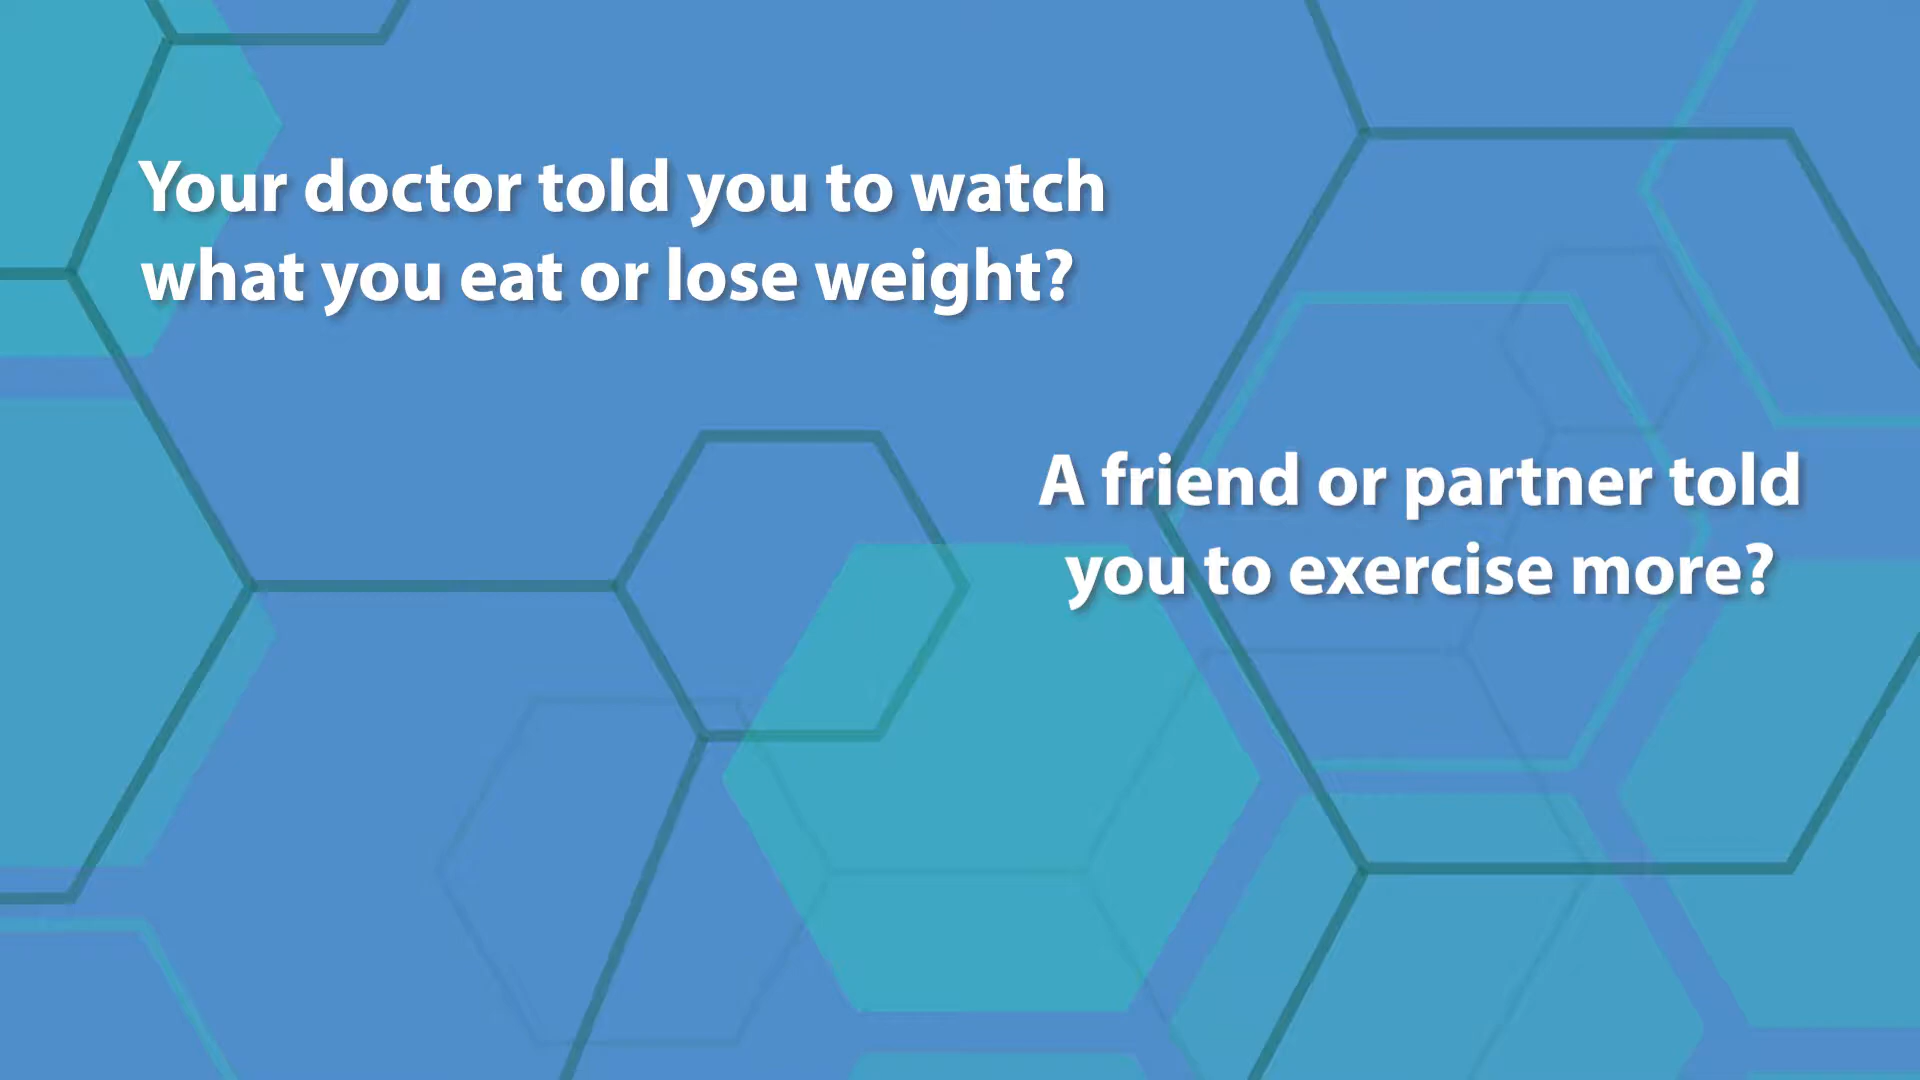 Your doctor told you to watch
what you eat or lose weight?
A friend or partner told
you to exercise more?